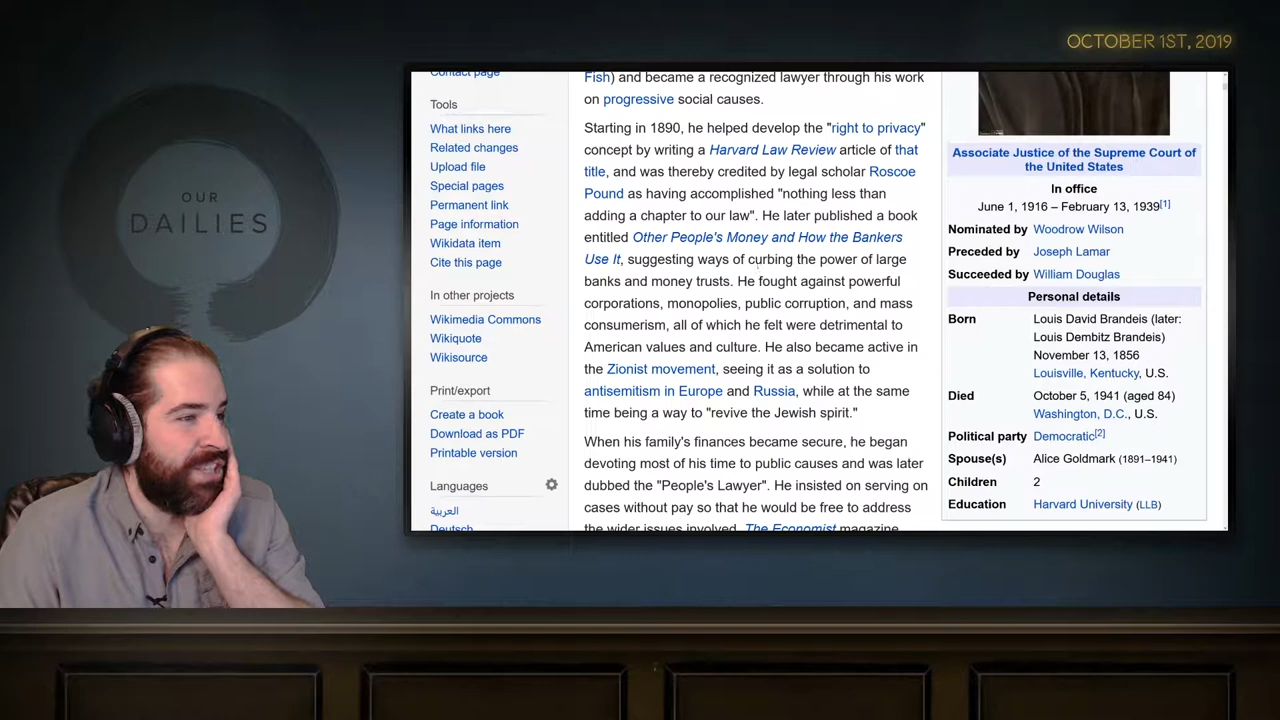 OCTOBER 1ST, 2019
OUR
DAILIES
Contact page
Tools
What links here
Related changes
Upload file
Special pages
Permanent link
Page information
Wikidata item
Cite this page
In other projects
Wikimedia Commons
Wikiquote
Wikisource
Print/export
Create a book
Download as PDF
Printable version
Languages
العربية
Deutsch
Fish) and became a recognized lawyer through his work
on progressive social causes.
Starting in 1890, he helped develop the "right to privacy"
concept by writing a Harvard Law Review article of that
title, and was thereby credited by legal scholar Roscoe
Pound as having accomplished "nothing less than
adding a chapter to our law". He later published a book
entitled Other People's Money and How the Bankers
Use It, suggesting ways of curbing the power of large
banks and money trusts. He fought against powerful
corporations, monopolies, public corruption, and mass
consumerism, all of which he felt were detrimental to
American values and culture. He also became active in
the Zionist movement, seeing it as a solution to
antisemitism in Europe and Russia, while at the same
time being a way to "revive the Jewish spirit."
When his family's finances became secure, he began
devoting most of his time to public causes and was later
dubbed the "People's Lawyer". He insisted on serving on
cases without pay so that he would be free to address
the wider issues involved. The Economist magazine
Associate Justice of the Supreme Court of
the United States
In office
June 1, 1916 – February 13, 1939[1]
Nominated by Woodrow Wilson
Preceded by Joseph Lamar
Succeeded by William Douglas
Personal details
Born Louis David Brandeis (later:
Louis Dembitz Brandeis)
November 13, 1856
Louisville, Kentucky, U.S.
Died October 5, 1941 (aged 84)
Washington, D.C., U.S.
Political party Democratic[2]
Spouse(s) Alice Goldmark (1891–1941)
Children 2
Education Harvard University (LLB)